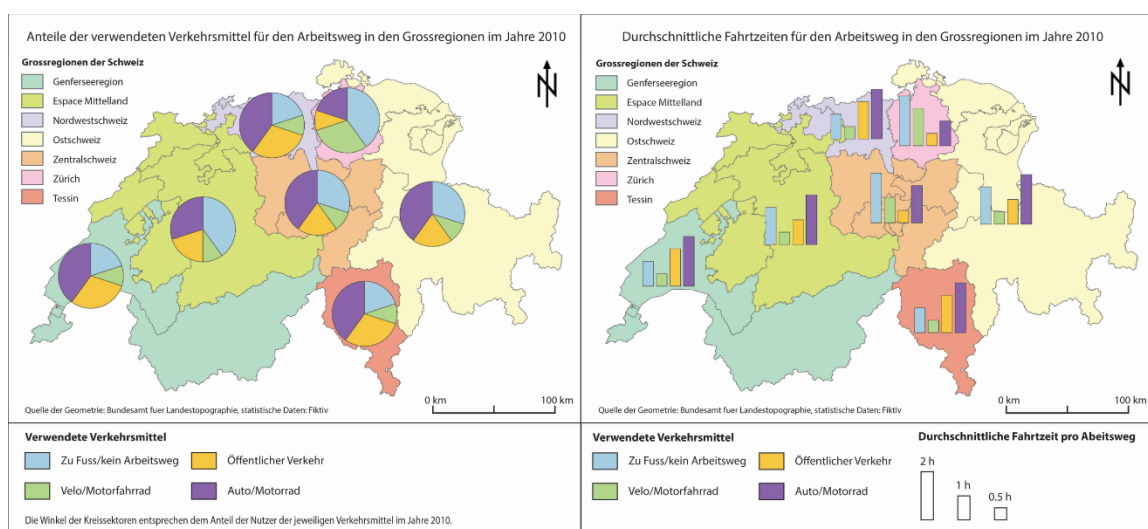 Anteile der verwendeten Verkehrsmittel für den Arbeitsweg in den Grossregionen im Jahre 2010
Grossregionen der Schweiz
Genferseeregion
Espace Mittelland
Nordwestschweiz
Ostschweiz
Zentralschweiz
Zürich
Tessin
N
0 km
100 km
Quelle der Geometrie: Bundesamt fuer Landestopographie, statistische Daten: Fiktiv
Verwendete Verkehrsmittel
Zu Fuss/kein Arbeitsweg
Öffentlicher Verkehr
Velo/Motorfahrrad
Auto/Motorrad
Die Winkel der Kreissektoren entsprechen dem Anteil der Nutzer der jeweiligen Verkehrsmittel im Jahre 2010.
Durchschnittliche Fahrtzeiten für den Arbeitsweg in den Grossregionen im Jahre 2010
Grossregionen der Schweiz
Genferseeregion
Espace Mittelland
Nordwestschweiz
Ostschweiz
Zentralschweiz
Zürich
Tessin
N
0 km
100 km
Quelle der Geometrie: Bundesamt fuer Landestopographie, statistische Daten: Fiktiv
Verwendete Verkehrsmittel
Zu Fuss/kein Arbeitsweg
Öffentlicher Verkehr
Velo/Motorfahrrad
Auto/Motorrad
Durchschnittliche Fahrtzeit pro Abeitsweg
2 h
1 h
0.5 h